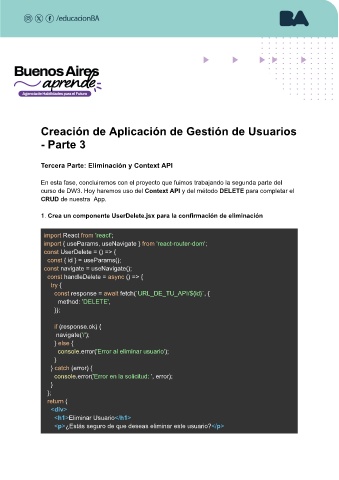 /educacionBA
BA
Buenos Aires
aprende
Agencia de Habilidades para el Futuro
Creación de Aplicación de Gestión de Usuarios
- Parte 3
Tercera Parte: Eliminación y Context API
En esta fase, concluiremos con el proyecto que fuimos trabajando la segunda parte del
curso de DW3. Hoy haremos uso del Context API y del método DELETE para completar el
CRUD de nuestra App.
1. Crea un componente UserDelete.jsx para la confirmación de eliminación
import React from 'react';
import { useParams, useNavigate } from 'react-router-dom';
const UserDelete = () => {
const { id } = useParams();
const navigate = useNavigate();
const handleDelete = async () => {
try {
const response = await fetch(`URL_DE_TU_API/${id}`, {
method: 'DELETE',
});
if (response.ok) {
navigate('/');
} else {
console.error('Error al eliminar usuario');
}
} catch (error) {
console.error('Error en la solicitud: ', error);
}
};
return (
<div>
<h1>Eliminar Usuario</h1>
<p>¿Estás seguro de que deseas eliminar este usuario?</p>